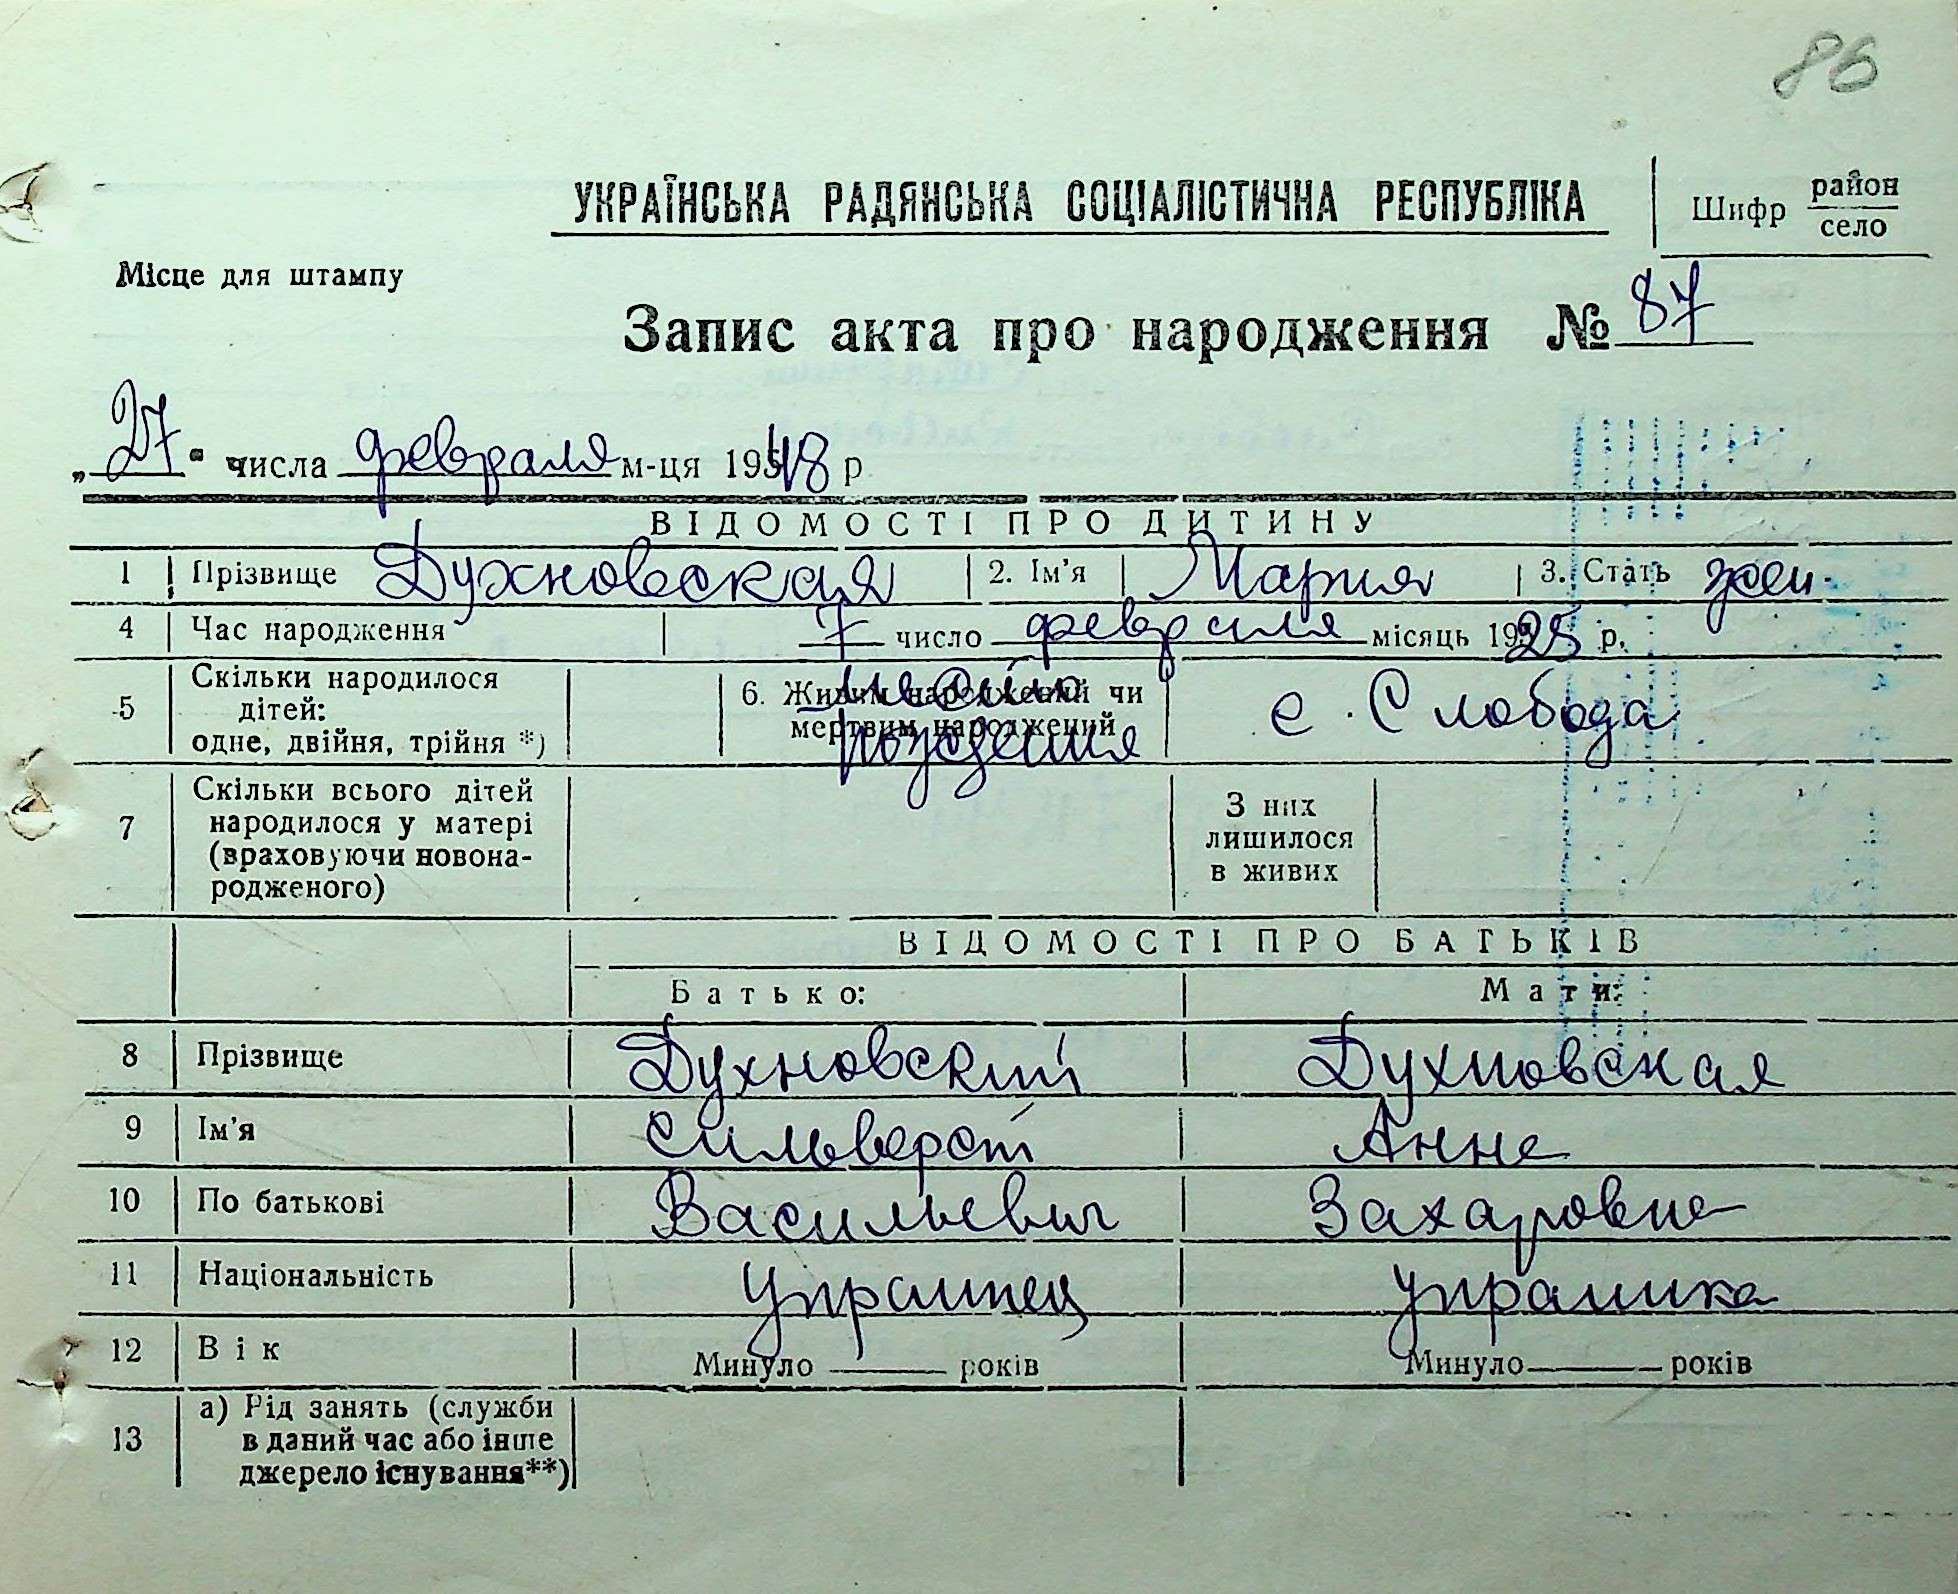 86
УКРАЇНСЬКА РАДЯНСЬКА СОЦІАЛІСТИЧНА РЕСПУБЛІКА
Шифр район
село
Місце для штампу
Запис акта про народження № 87
„27" числа февраля м-ця 1948 р
ВІДОМОСТІ ПРО ДИТИНУ
1 Прізвище Духновская 2. Ім'я Мария 3. Стать жен.
4 Час народження 7 число февраля місяць 1925 р.
5 Скільки народилося дітей: одне, двійня, трійня *) 6. Живим народжений чи мертвим народжений место рождения с. Слобода
7 Скільки всього дітей народилося у матері (враховуючи новона-родженого) З них лишилося в живих
ВІДОМОСТІ ПРО БАТЬКІВ
Батько: Мати:
8 Прізвище Духновский Духновская
9 Ім'я Сильверст Анна
10 По батькові Васильевич Захаровна
11 Національність украинец украинка
12 Вік Минуло років Минуло років
13 а) Рід занять (служби
в даний час або інше
джерело існування**)